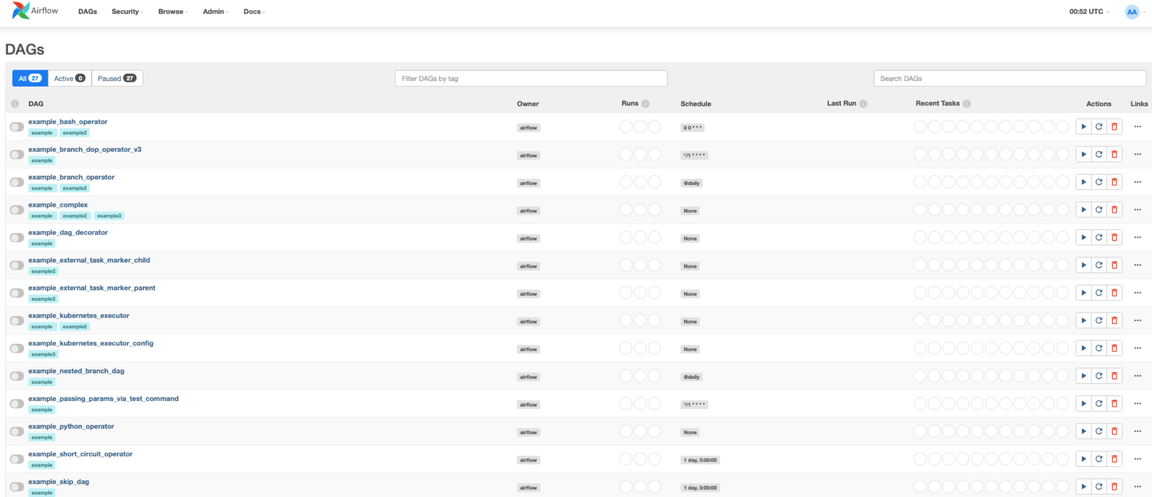 Airflow DAGs Security Browse Admin Docs 00:52 UTC AA
DAGs
All 27 Active 0 Paused 27 Filter DAGs by tag Search DAGs
DAG Owner Runs Schedule Last Run Recent Tasks Actions Links
example_bash_operator
example example2 airflow 0 0 * * *
example_branch_dop_operator_v3
example airflow */1 * * * *
example_branch_operator
example example2 airflow @daily
example_complex
example example2 example3 airflow None
example_dag_decorator
example airflow None
example_external_task_marker_child
example2 airflow None
example_external_task_marker_parent
example2 airflow None
example_kubernetes_executor
example example2 airflow None
example_kubernetes_executor_config
example3 airflow None
example_nested_branch_dag
example airflow @daily
example_passing_params_via_test_command
example airflow */1 * * * *
example_python_operator
example airflow None
example_short_circuit_operator
example airflow 1 day, 0:00:00
example_skip_dag
example airflow 1 day, 0:00:00